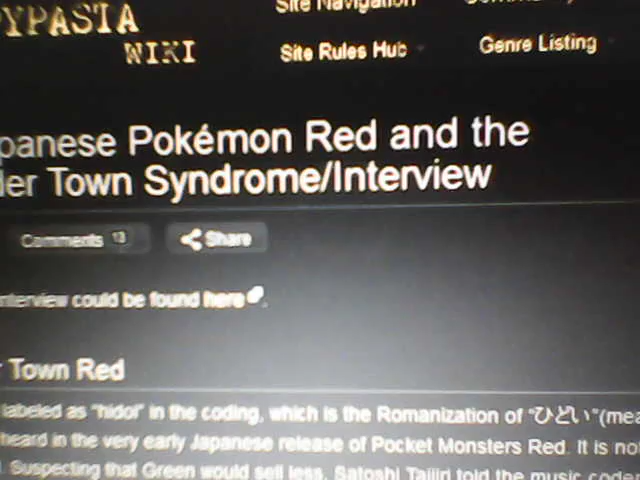 YPASTA Site Navigation
WIKI Site Rules Hub Genre Listing
panese Pokémon Red and the
der Town Syndrome/Interview
Comments 13 Share
nterview could be found here.
r Town Red
labeled as "hidoi" in the coding, which is the Romanization of "ひどい"(mea
heard in the very early Japanese release of Pocket Monsters Red. It is no
. Suspecting that Green would sell less, Satoshi Tajiri told the music coder